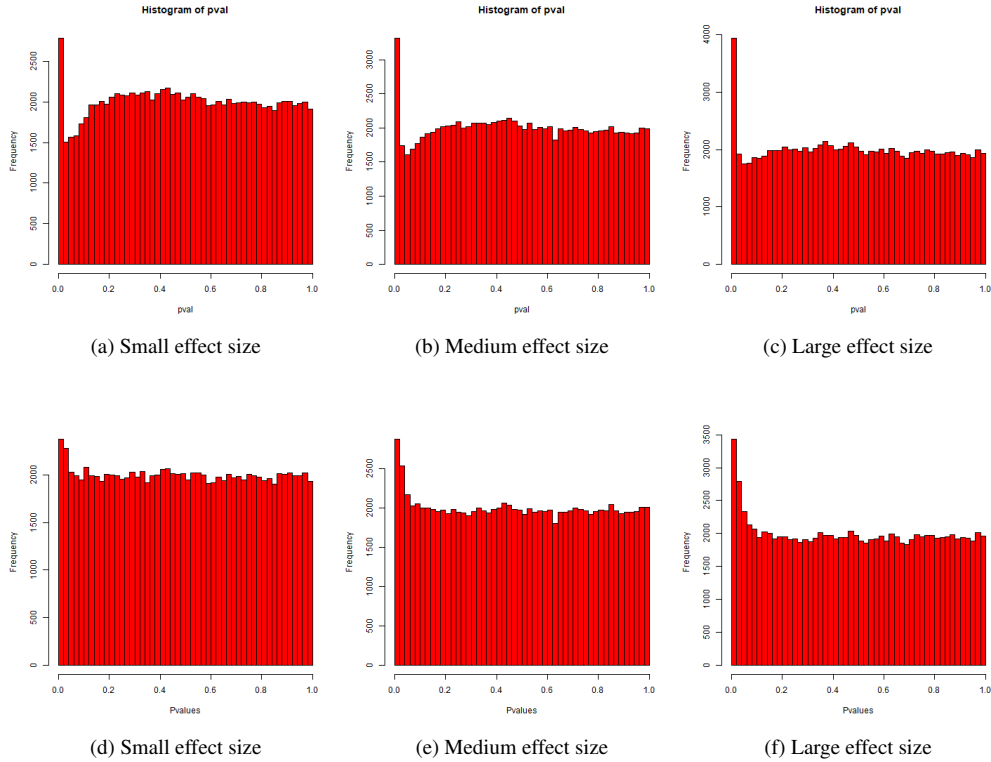 Histogram of pval
Histogram of pval
Histogram of pval
Frequency
0
500
1000
1500
2000
2500
0.0 0.2 0.4 0.6 0.8 1.0
pval
Frequency
0
500
1000
1500
2000
2500
3000
0.0 0.2 0.4 0.6 0.8 1.0
pval
Frequency
0
1000
2000
3000
4000
0.0 0.2 0.4 0.6 0.8 1.0
pval
(a) Small effect size
(b) Medium effect size
(c) Large effect size
Frequency
0
500
1000
1500
2000
0.0 0.2 0.4 0.6 0.8 1.0
Pvalues
Frequency
0
500
1000
1500
2000
2500
0.0 0.2 0.4 0.6 0.8 1.0
Pvalues
Frequency
0
500
1000
1500
2000
2500
3000
3500
0.0 0.2 0.4 0.6 0.8 1.0
Pvalues
(d) Small effect size
(e) Medium effect size
(f) Large effect size